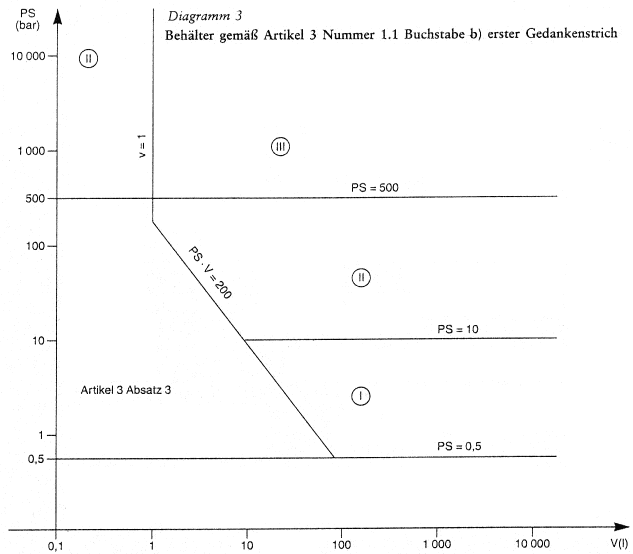 PS
(bar)
Diagramm 3
Behälter gemäß Artikel 3 Nummer 1.1 Buchstabe b) erster Gedankenstrich
10 000
II
v = 1
1 000
III
500
PS = 500
100
PS · V = 200
II
10
PS = 10
Artikel 3 Absatz 3
I
1
PS = 0,5
0,5
0,1
1
10
100
1 000
10 000
V(l)